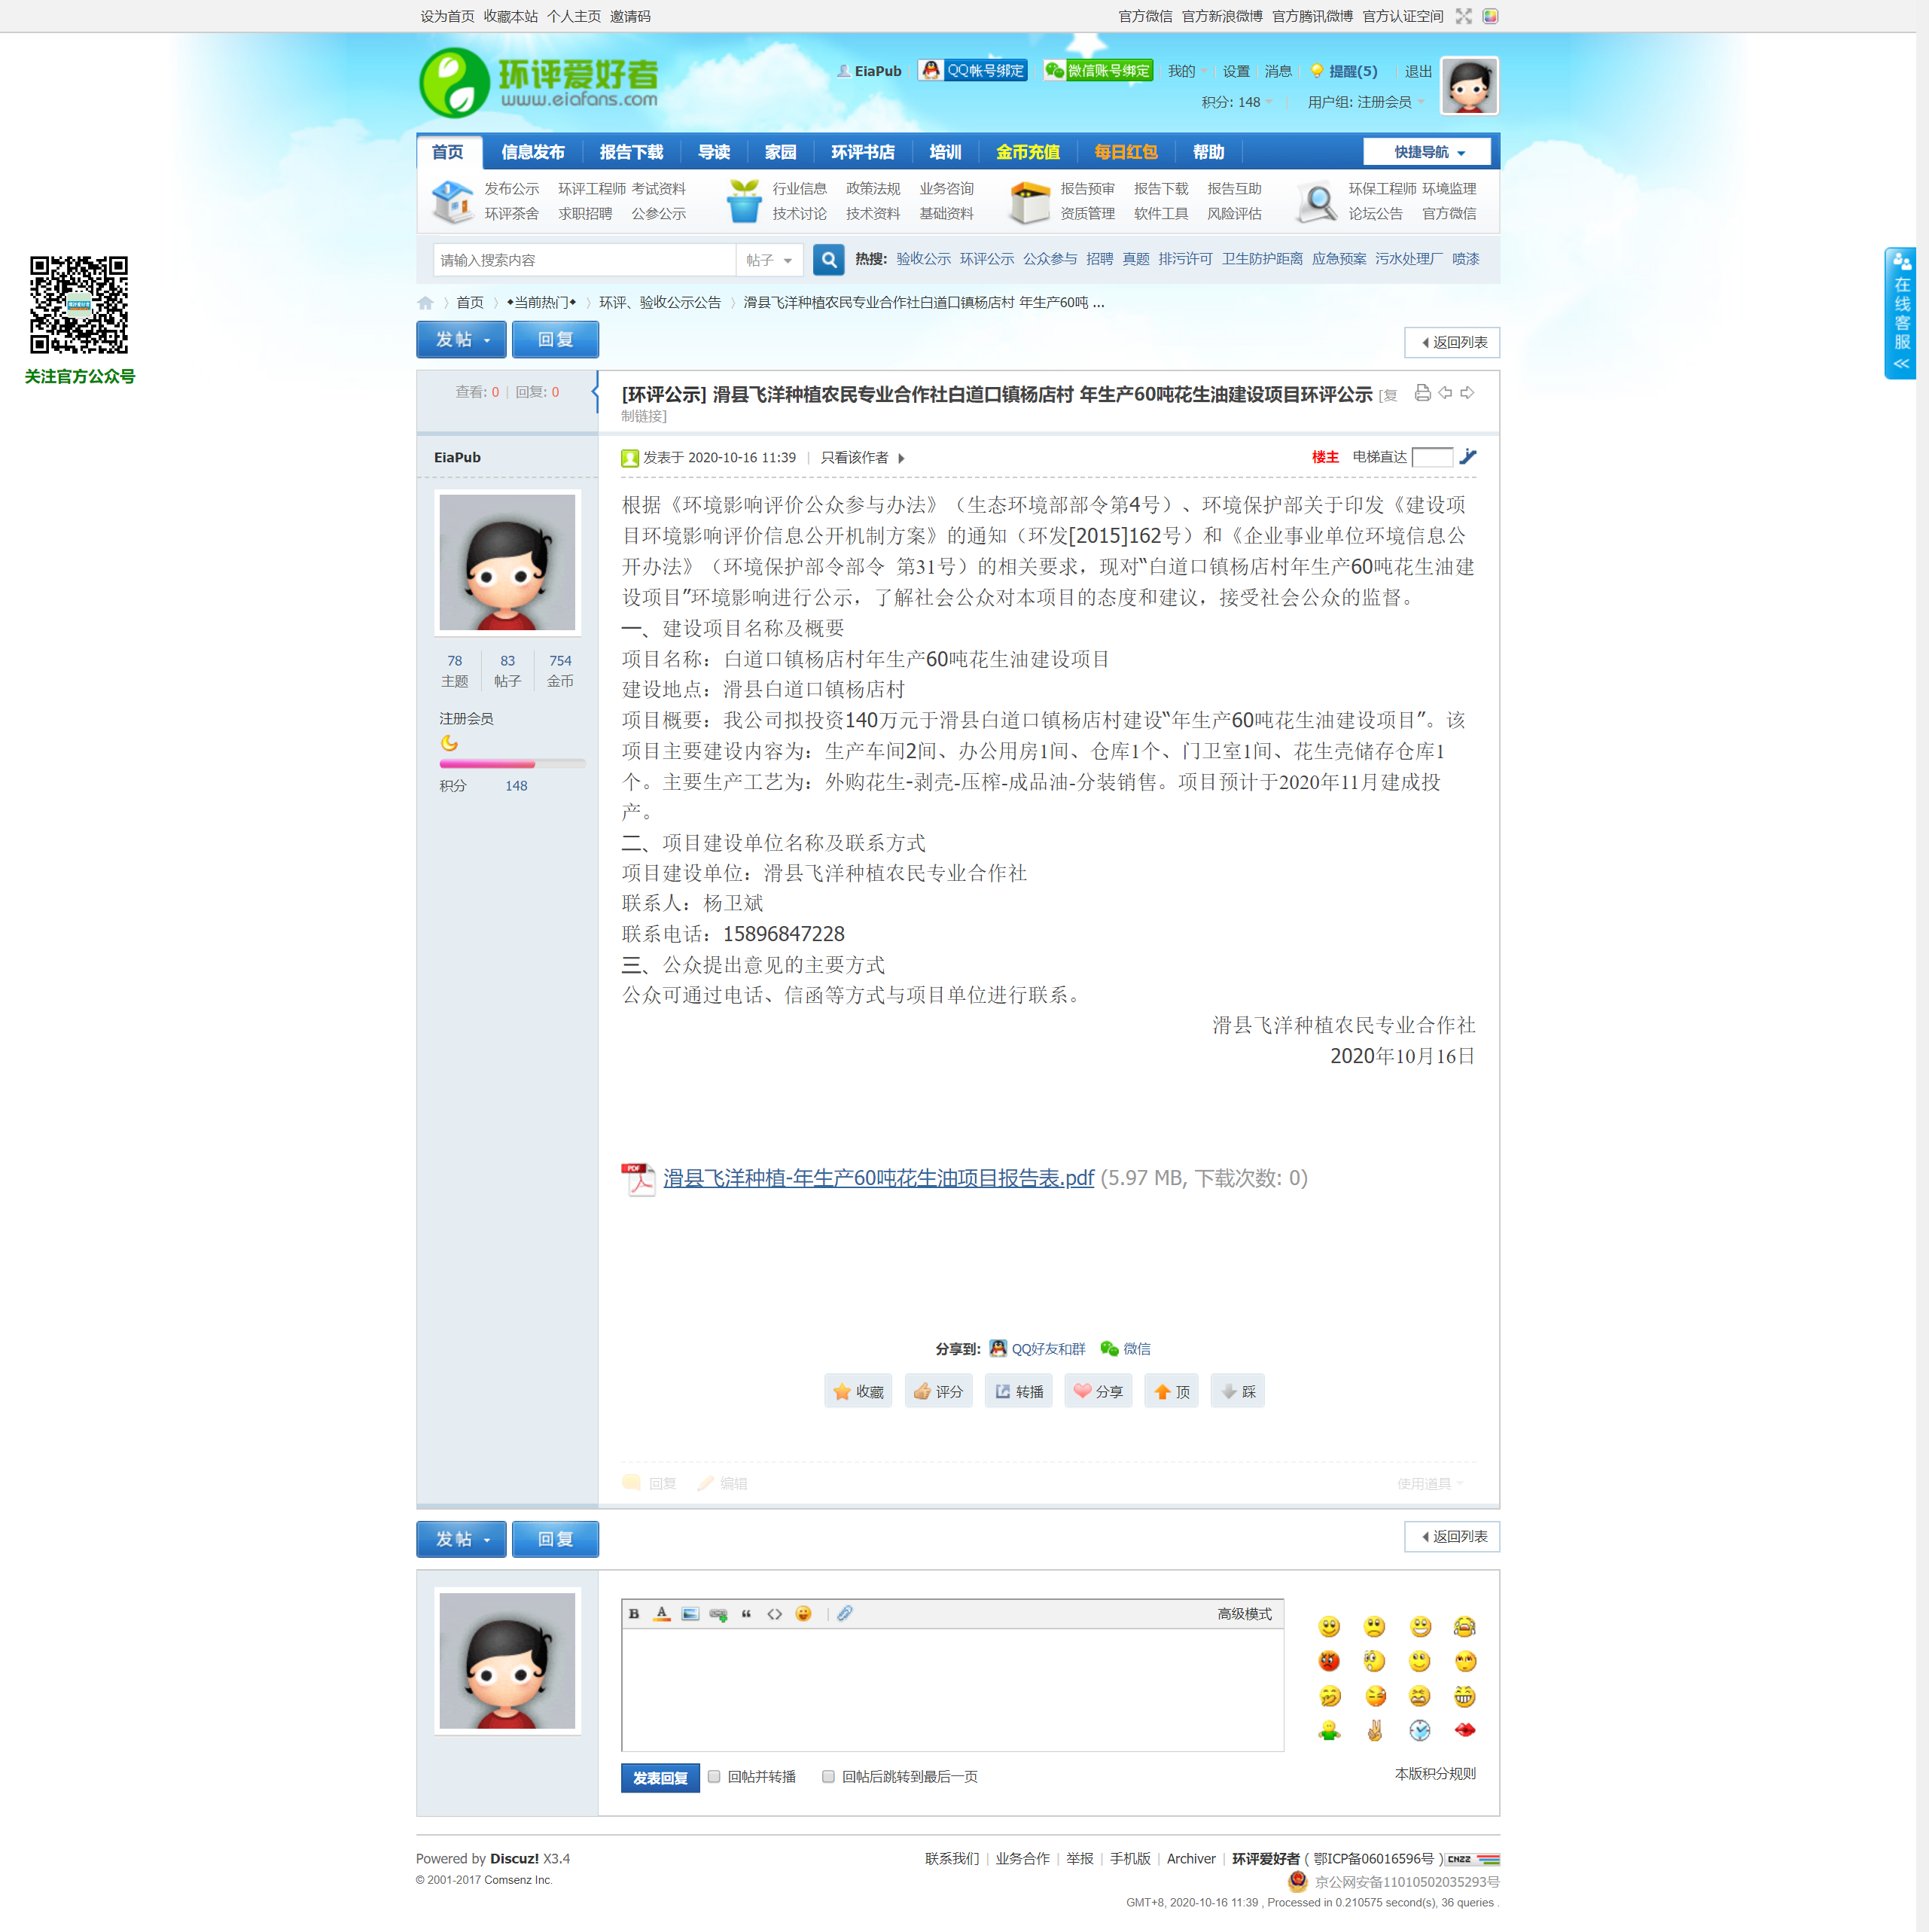 设为首页 收藏本站 个人主页 邀请码
官方微信 官方新浪微博 官方腾讯微博 官方认证空间
环评爱好者
www.eiafans.com
EiaPub QQ帐号绑定 微信账号绑定 我的 设置 消息 提醒(5) 退出
积分: 148 用户组: 注册会员
首页 信息发布 报告下载 导读 家园 环评书店 培训 金币充值 每日红包 帮助 快捷导航
发布公示 环评工程师 考试资料 行业信息 政策法规 业务咨询 报告预审 报告下载 报告互助 环保工程师 环境监理
环评茶舍 求职招聘 公参公示 技术讨论 技术资料 基础资料 资质管理 软件工具 风险评估 论坛公告 官方微信
请输入搜索内容 帖子 热搜: 验收公示 环评公示 公众参与 招聘 真题 排污许可 卫生防护距离 应急预案 污水处理厂 喷漆
关注官方公众号
在线客服
首页 〉 ◆当前热门◆ 〉 环评、验收公示公告 〉 滑县飞洋种植农民专业合作社白道口镇杨店村 年生产60吨 ...
发帖 回复 返回列表
查看: 0 | 回复: 0
[环评公示] 滑县飞洋种植农民专业合作社白道口镇杨店村 年生产60吨花生油建设项目环评公示 [复
制链接]
EiaPub
发表于 2020-10-16 11:39 | 只看该作者
楼主 电梯直达
78 83 754
主题 帖子 金币
注册会员
积分 148
根据《环境影响评价公众参与办法》（生态环境部部令第4号）、环境保护部关于印发《建设项
目环境影响评价信息公开机制方案》的通知（环发[2015]162号）和《企业事业单位环境信息公
开办法》（环境保护部令部令 第31号）的相关要求，现对“白道口镇杨店村年生产60吨花生油建
设项目”环境影响进行公示，了解社会公众对本项目的态度和建议，接受社会公众的监督。
一、建设项目名称及概要
项目名称：白道口镇杨店村年生产60吨花生油建设项目
建设地点：滑县白道口镇杨店村
项目概要：我公司拟投资140万元于滑县白道口镇杨店村建设“年生产60吨花生油建设项目”。该
项目主要建设内容为：生产车间2间、办公用房1间、仓库1个、门卫室1间、花生壳储存仓库1
个。主要生产工艺为：外购花生-剥壳-压榨-成品油-分装销售。项目预计于2020年11月建成投
产。
二、项目建设单位名称及联系方式
项目建设单位：滑县飞洋种植农民专业合作社
联系人：杨卫斌
联系电话：15896847228
三、公众提出意见的主要方式
公众可通过电话、信函等方式与项目单位进行联系。
滑县飞洋种植农民专业合作社
2020年10月16日
PDF 滑县飞洋种植-年生产60吨花生油项目报告表.pdf (5.97 MB, 下载次数: 0)
分享到: QQ好友和群 微信
收藏 评分 转播 分享 顶 踩
回复 编辑 使用道具
发帖 回复 返回列表
B A “ <> 高级模式
发表回复 回帖并转播 回帖后跳转到最后一页 本版积分规则
Powered by Discuz! X3.4
© 2001-2017 Comsenz Inc.
联系我们 | 业务合作 | 举报 | 手机版 | Archiver | 环评爱好者 ( 鄂ICP备06016596号 ) CNZZ
京公网安备11010502035293号
GMT+8, 2020-10-16 11:39 , Processed in 0.210575 second(s), 36 queries .